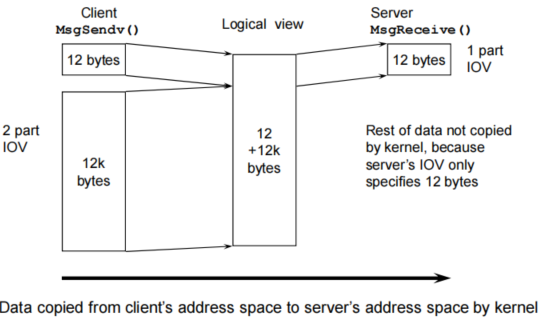 Client
MsgSendv()
Logical view
Server
MsgReceive()
12 bytes
12 bytes
1 part
IOV
2 part
IOV
12k
bytes
12
+12k
bytes
Rest of data not copied
by kernel, because
server's IOV only
specifies 12 bytes
Data copied from client's address space to server's address space by kernel